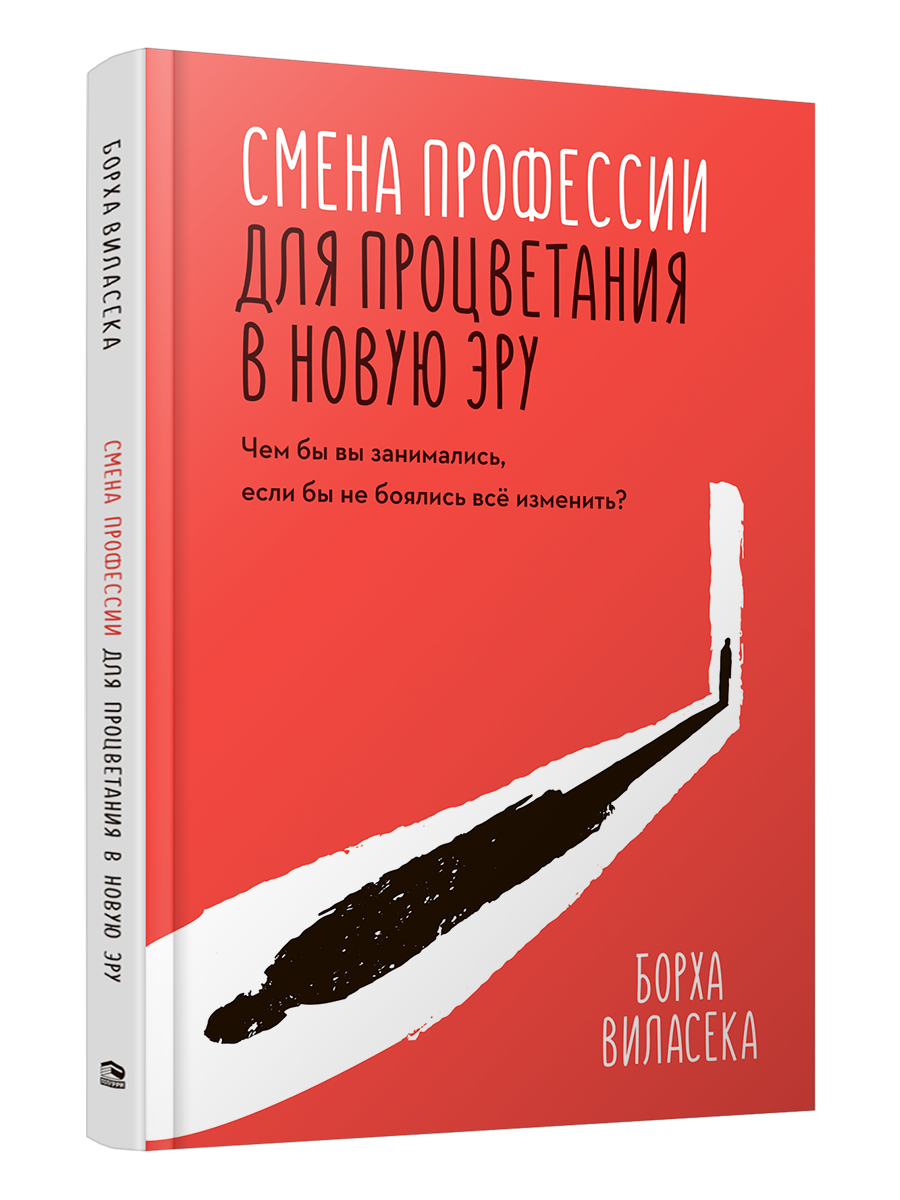 СМЕНА ПРОФЕССИИ
ДЛЯ ПРОЦВЕТАНИЯ
В НОВУЮ ЭРУ
Чем бы вы занимались,
если бы не боялись всё изменить?
БОРХА
ВИЛАСЕКА
БОРХА ВИЛАСЕКА
СМЕНА ПРОФЕССИИ ДЛЯ ПРОЦВЕТАНИЯ В НОВУЮ ЭРУ
ПОПУРРИ